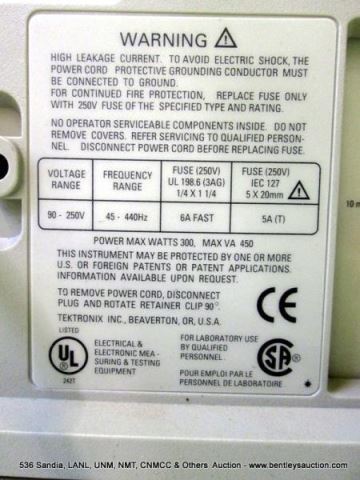 WARNING
HIGH LEAKAGE CURRENT. TO AVOID ELECTRIC SHOCK, THE
POWER CORD PROTECTIVE GROUNDING CONDUCTOR MUST
BE CONNECTED TO GROUND.
FOR CONTINUED FIRE PROTECTION, REPLACE FUSE ONLY
WITH 250V FUSE OF THE SPECIFIED TYPE AND RATING.
NO OPERATOR SERVICEABLE COMPONENTS INSIDE. DO NOT
REMOVE COVERS. REFER SERVICING TO QUALIFIED PERSON-
NEL. DISCONNECT POWER CORD BEFORE REPLACING FUSE.
VOLTAGE RANGE
FREQUENCY RANGE
FUSE (250V) UL 198.6 (3AG) 1/4 X 1 1/4
FUSE (250V) IEC 127 5 X 20mm
90 - 250V
45 - 440Hz
6A FAST
5A (T)
POWER MAX WATTS 300, MAX VA 450
THIS INSTRUMENT MAY BE PROTECTED BY ONE OR MORE
U.S. OR FOREIGN PATENTS OR PATENT APPLICATIONS.
INFORMATION AVAILABLE UPON REQUEST.
TO REMOVE POWER CORD, DISCONNECT
PLUG AND ROTATE RETAINER CLIP 90°.
TEKTRONIX INC., BEAVERTON, OR, U.S.A.
CE
LISTED
UL
242T
ELECTRICAL &
ELECTRONIC MEA-
SURING & TESTING
EQUIPMENT
FOR LABORATORY USE
BY QUALIFIED
PERSONNEL.
POUR EMPLOI PAR LE
PERSONNEL DE LABORATOIRE
10 m
536 Sandia, LANL, UNM, NMT, CNMCC & Others Auction - www.bentleysauction.com